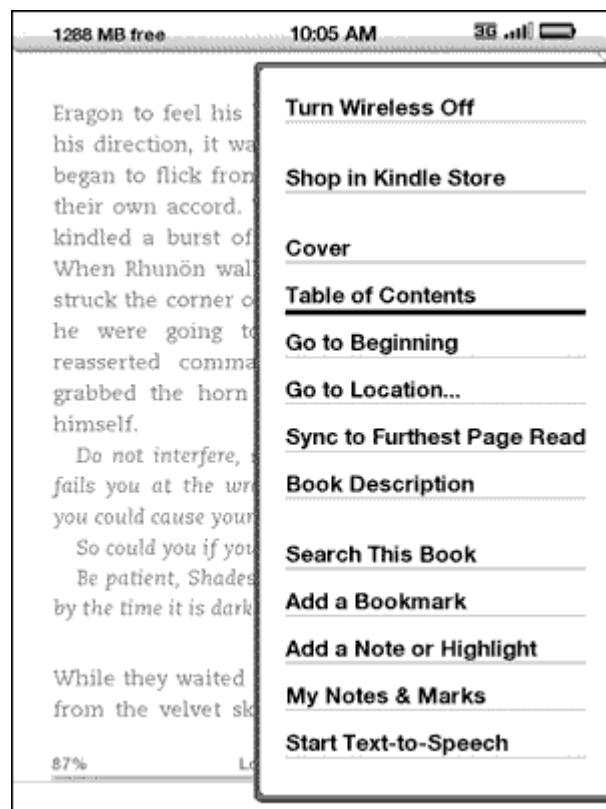 1288 MB free 10:05 AM 3G
Turn Wireless Off
Shop in Kindle Store
Cover
Table of Contents
Go to Beginning
Go to Location...
Sync to Furthest Page Read
Book Description
Search This Book
Add a Bookmark
Add a Note or Highlight
My Notes & Marks
Start Text-to-Speech
Eragon to feel his
his direction, it wa
began to flick fron
their own accord.
kindled a burst of
When Rhunön wal
struck the corner o
he were going to
reasserted comma
grabbed the horn
himself.
Do not interfere,
fails you at the wr
you could cause your
So could you if you
Be patient, Shades
by the time it is dark
While they waited
from the velvet sk
87% Lo